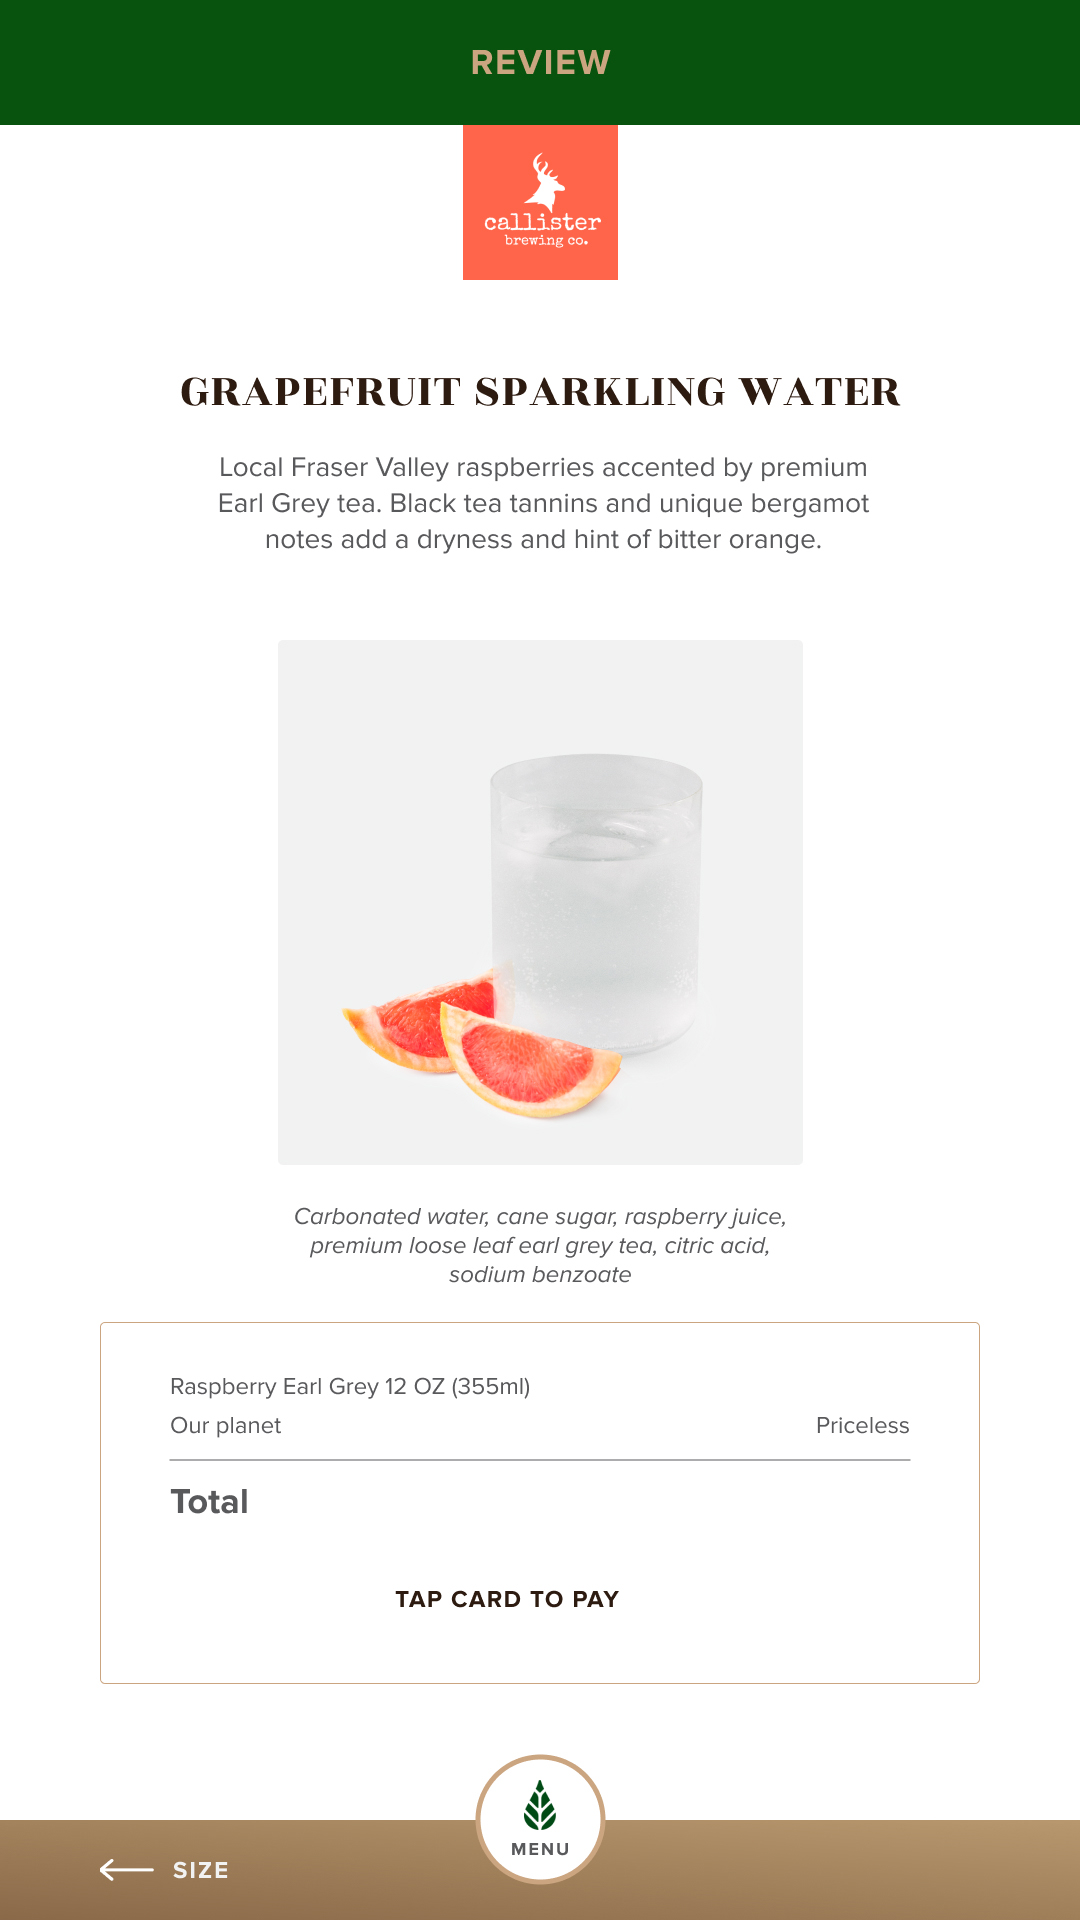 REVIEW
callister
brewing co.
GRAPEFRUIT SPARKLING WATER
Local Fraser Valley raspberries accented by premium
Earl Grey tea. Black tea tannins and unique bergamot
notes add a dryness and hint of bitter orange.
Carbonated water, cane sugar, raspberry juice,
premium loose leaf earl grey tea, citric acid,
sodium benzoate
Raspberry Earl Grey 12 OZ (355ml)
Our planet Priceless
Total
TAP CARD TO PAY
MENU
SIZE